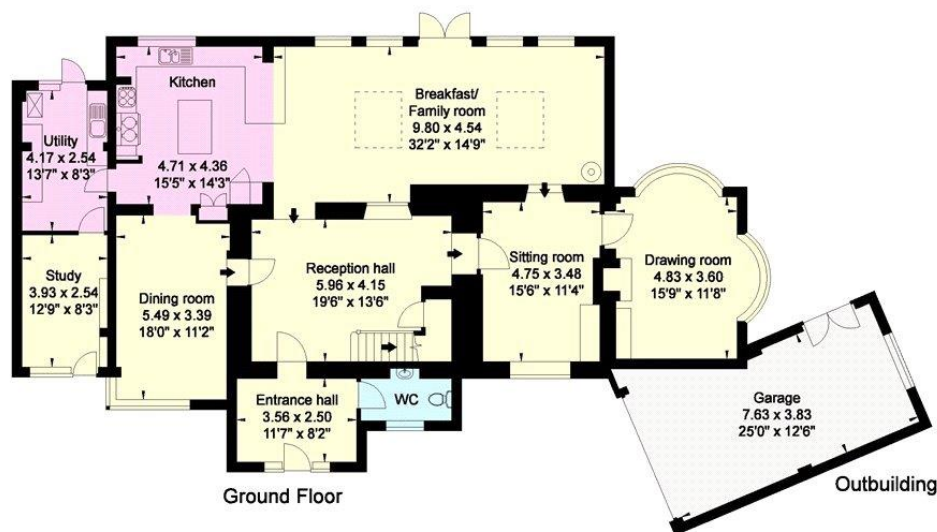 Kitchen
4.71 x 4.36
15'5" x 14'3"
Breakfast/
Family room
9.80 x 4.54
32'2" x 14'9"
Utility
4.17 x 2.54
13'7" x 8'3"
Study
3.93 x 2.54
12'9" x 8'3"
Dining room
5.49 x 3.39
18'0" x 11'2"
Reception hall
5.96 x 4.15
19'6" x 13'6"
Sitting room
4.75 x 3.48
15'6" x 11'4"
Drawing room
4.83 x 3.60
15'9" x 11'8"
Entrance hall
3.56 x 2.50
11'7" x 8'2"
WC
Garage
7.63 x 3.83
25'0" x 12'6"
Ground Floor
Outbuilding